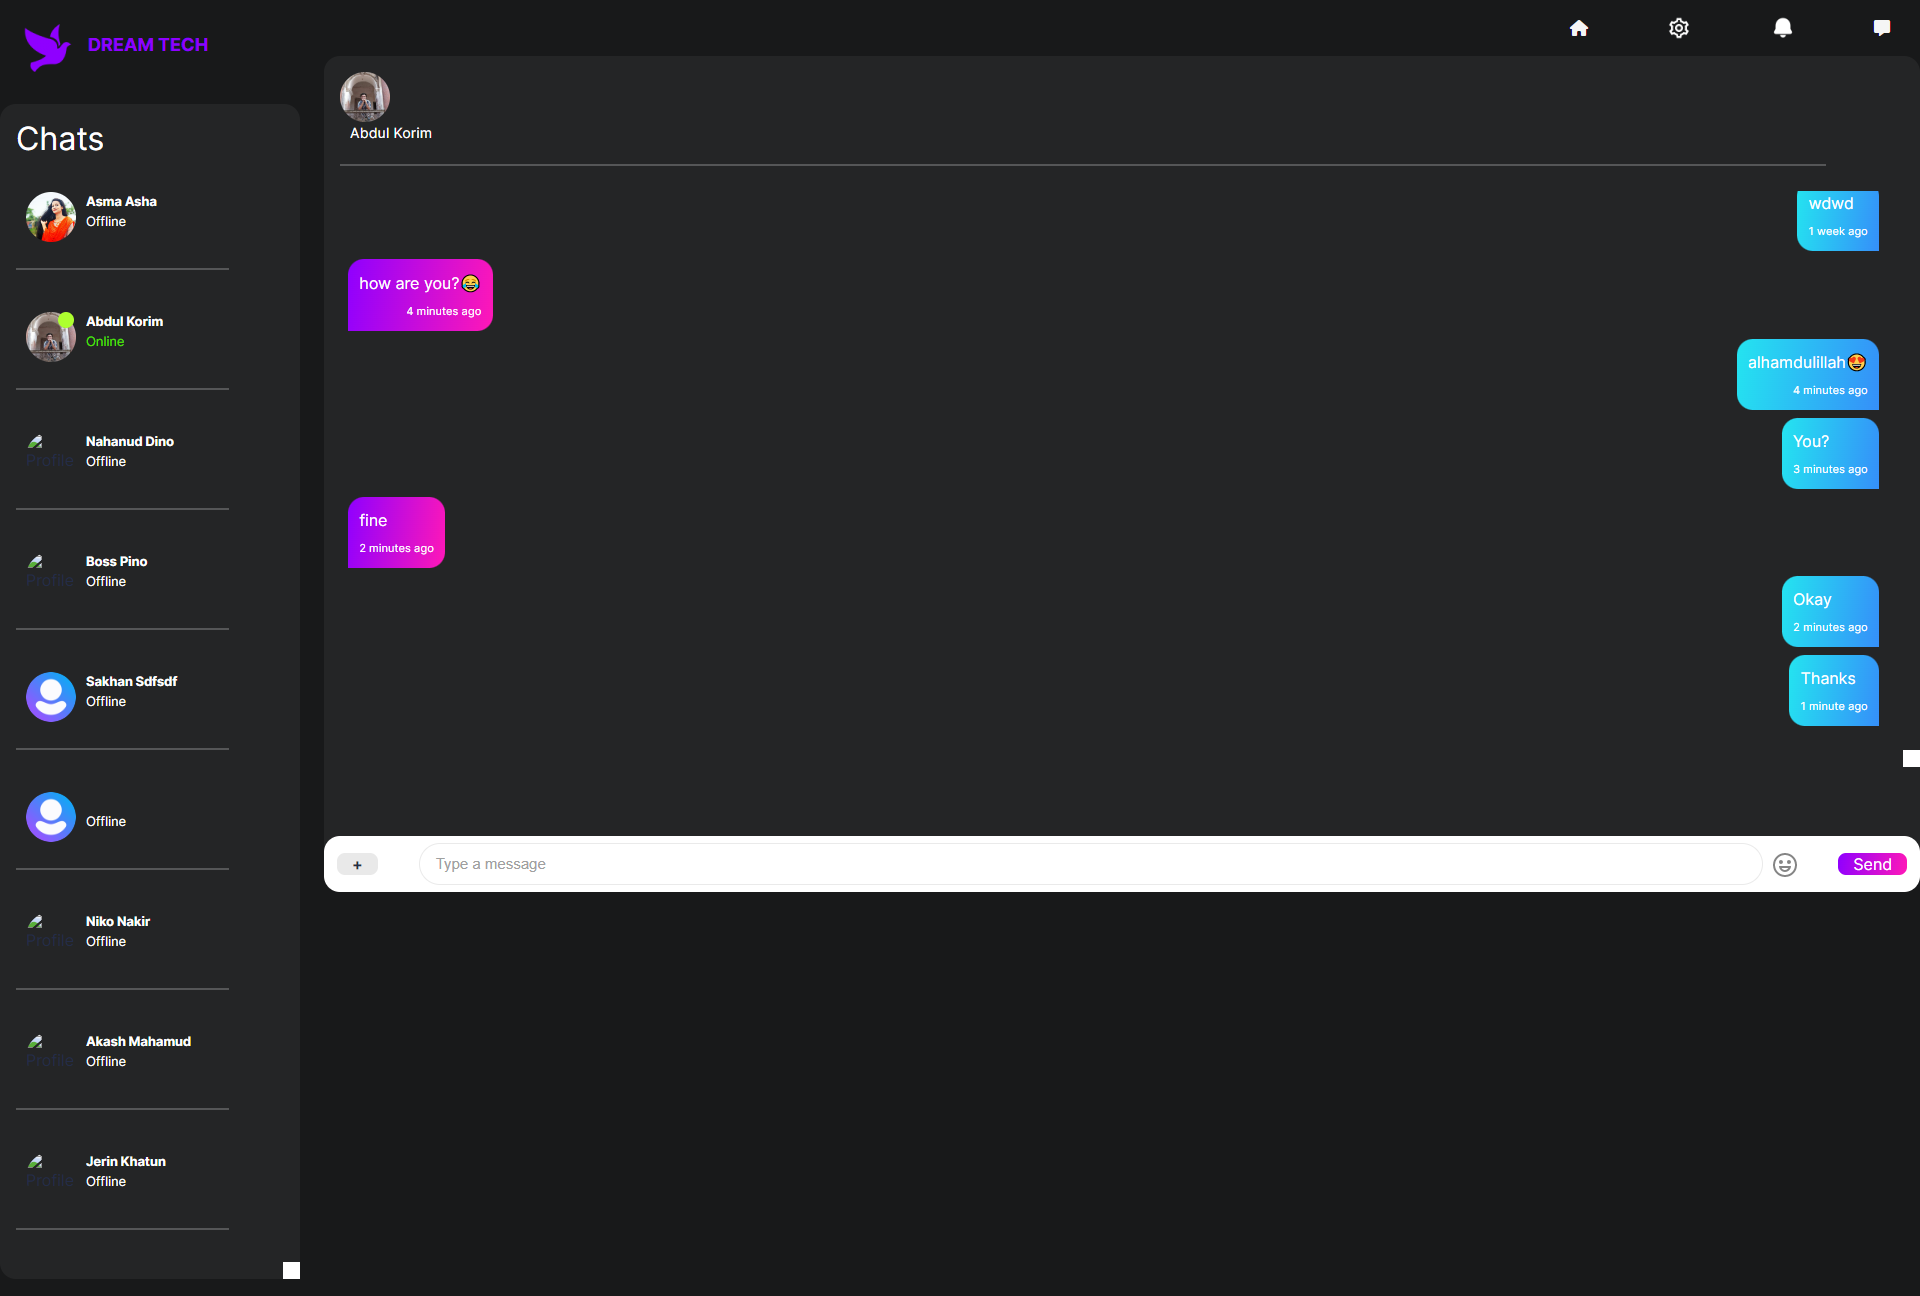 DREAM TECH
Chats
Asma Asha
Offline
Abdul Korim
Online
Profile
Nahanud Dino
Offline
Profile
Boss Pino
Offline
Sakhan Sdfsdf
Offline
Offline
Profile
Niko Nakir
Offline
Profile
Akash Mahamud
Offline
Profile
Jerin Khatun
Offline
Abdul Korim
wdwd
1 week ago
how are you?😂
4 minutes ago
alhamdulillah😍
4 minutes ago
You?
3 minutes ago
fine
2 minutes ago
Okay
2 minutes ago
Thanks
1 minute ago
+
Type a message
Send